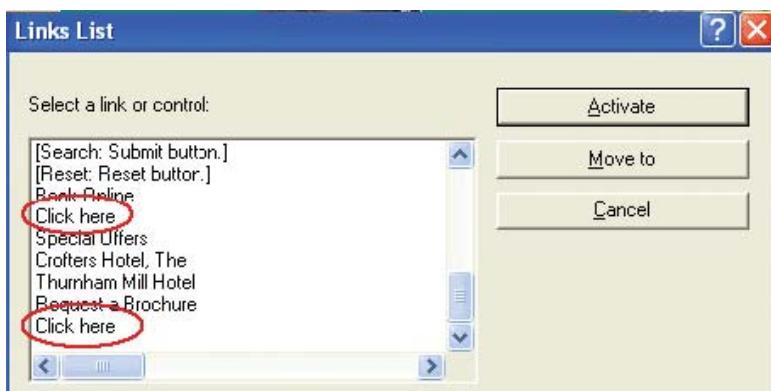 Links List
Select a link or control:
[Search: Submit button.]
[Reset: Reset button.]
Book Online
Click here
Special Offers
Crofters Hotel, The
Thurnham Mill Hotel
Request a Brochure
Click here
Activate
Move to
Cancel